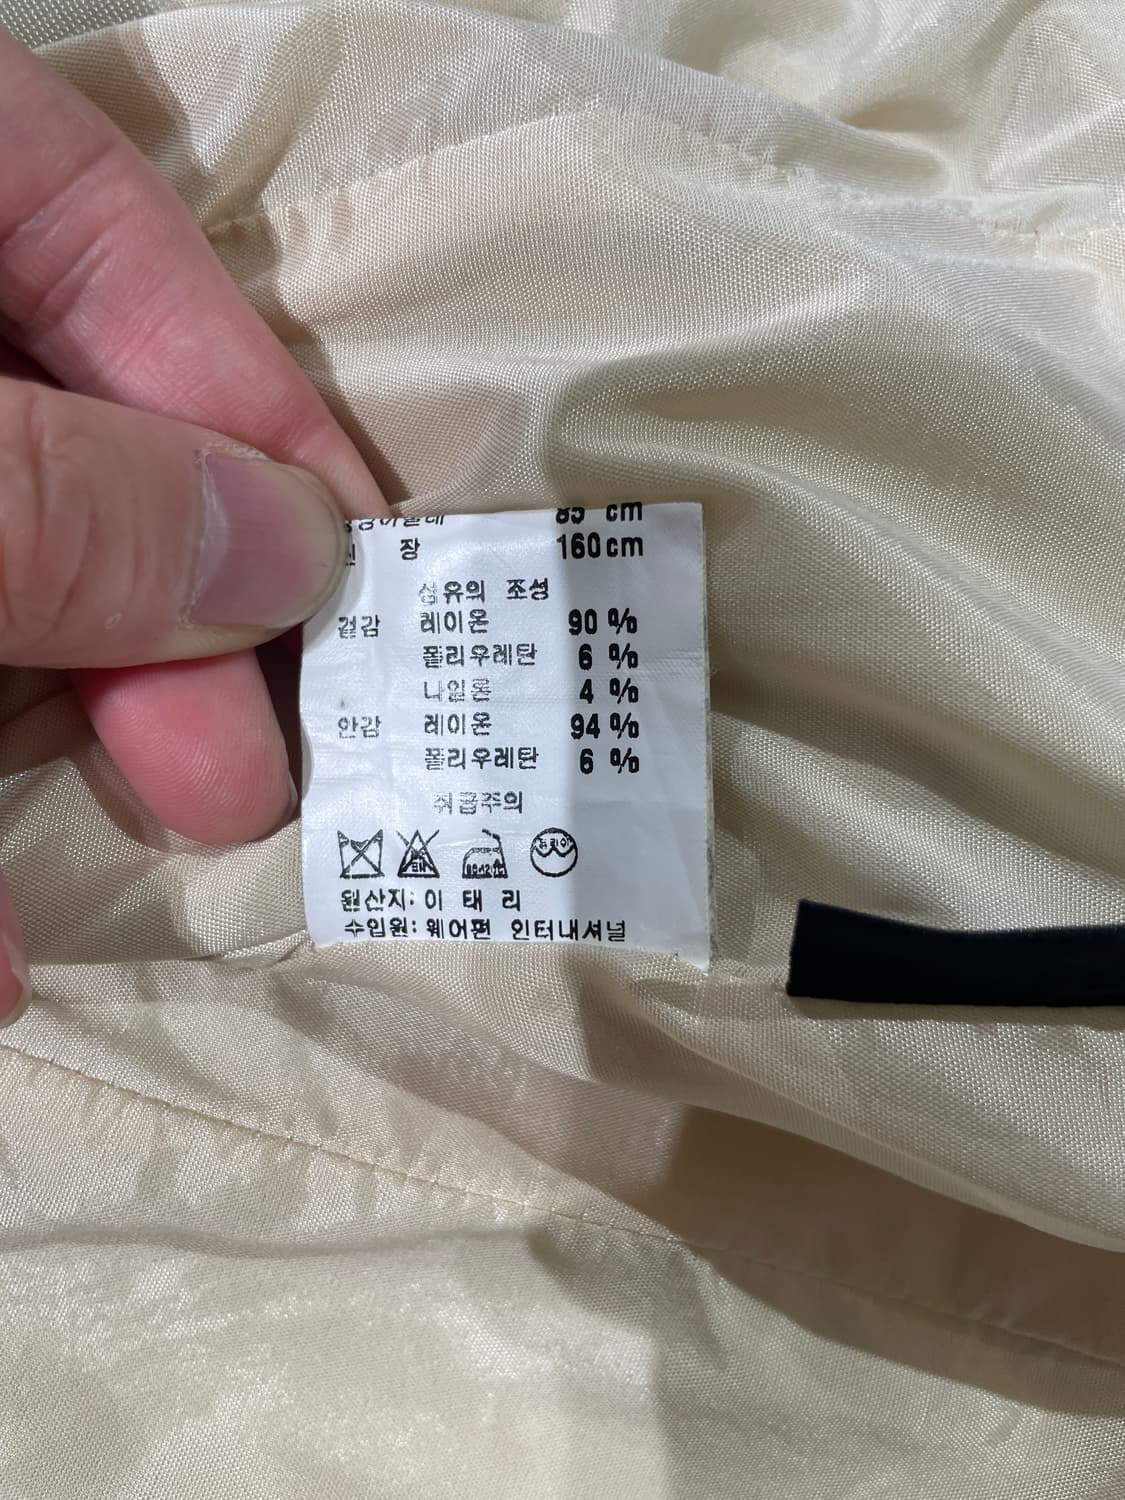 85 cm
장 160cm
섬유의 조성
겉감 레이온 90 %
폴리우레탄 6 %
나일론 4 %
안감 레이온 94 %
폴리우레탄 6 %
취급주의
원산지: 이 태 리
수입원: 웨어펀 인터내셔널